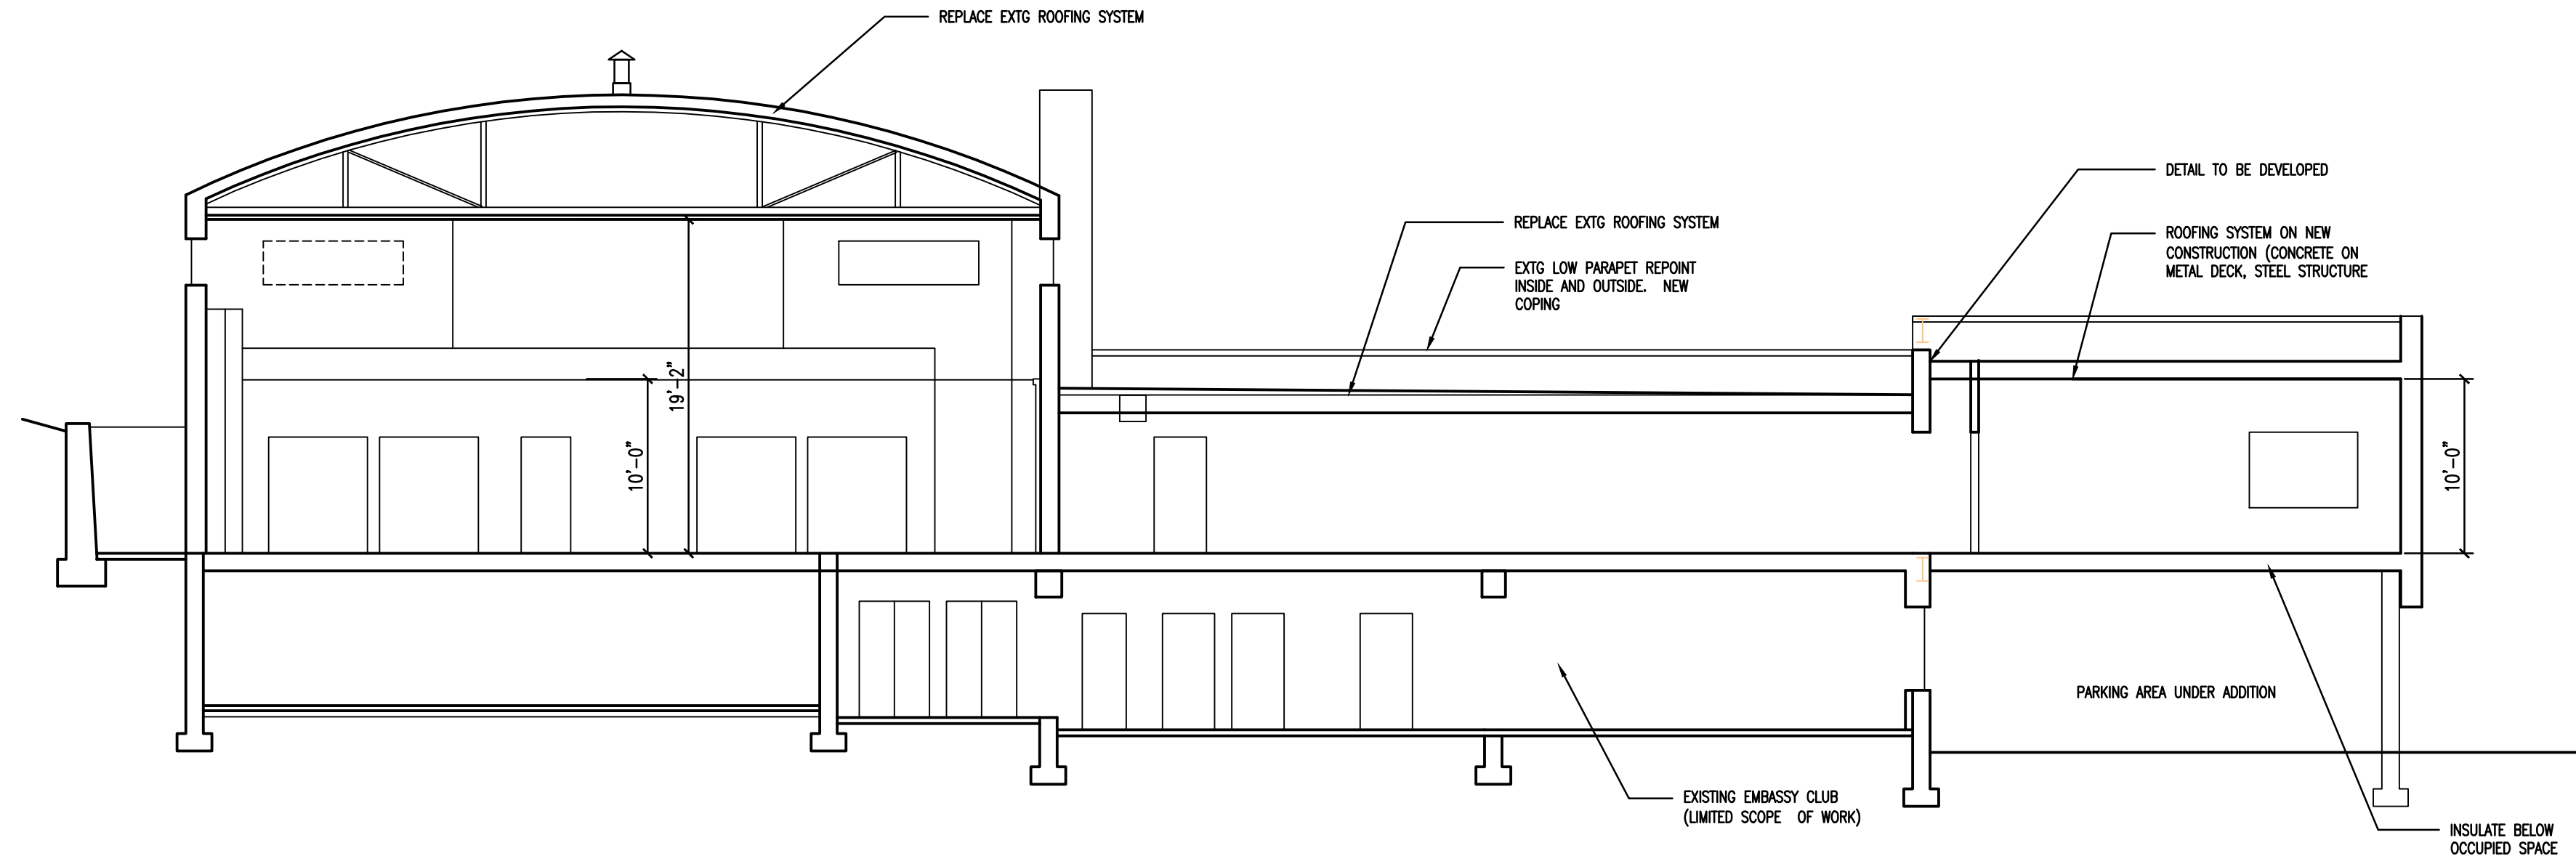 REPLACE EXTG ROOFING SYSTEM
DETAIL TO BE DEVELOPED
REPLACE EXTG ROOFING SYSTEM
ROOFING SYSTEM ON NEW
CONSTRUCTION (CONCRETE ON
METAL DECK, STEEL STRUCTURE
EXTG LOW PARAPET REPOINT
INSIDE AND OUTSIDE.  NEW
COPING
19'-2"
10'-0"
10'-0"
PARKING AREA UNDER ADDITION
EXISTING EMBASSY CLUB
(LIMITED SCOPE  OF WORK)
INSULATE BELOW
OCCUPIED SPACE